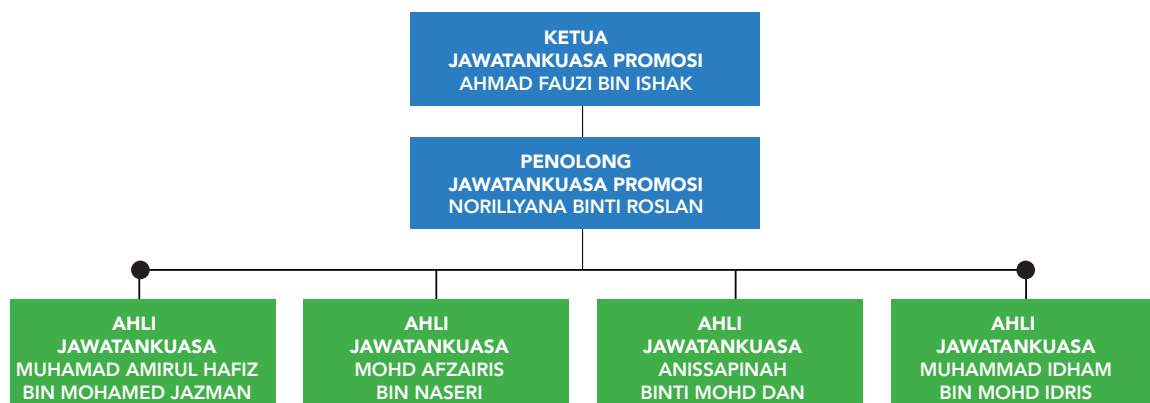 KETUA
JAWATANKUASA PROMOSI
AHMAD FAUZI BIN ISHAK
PENOLONG
JAWATANKUASA PROMOSI
NORILLYANA BINTI ROSLAN
AHLI
JAWATANKUASA
MUHAMAD AMIRUL HAFIZ
BIN MOHAMED JAZMAN
AHLI
JAWATANKUASA
MOHD AFZAIRIS
BIN NASERI
AHLI
JAWATANKUASA
ANISSAPINAH
BINTI MOHD DAN
AHLI
JAWATANKUASA
MUHAMMAD IDHAM
BIN MOHD IDRIS